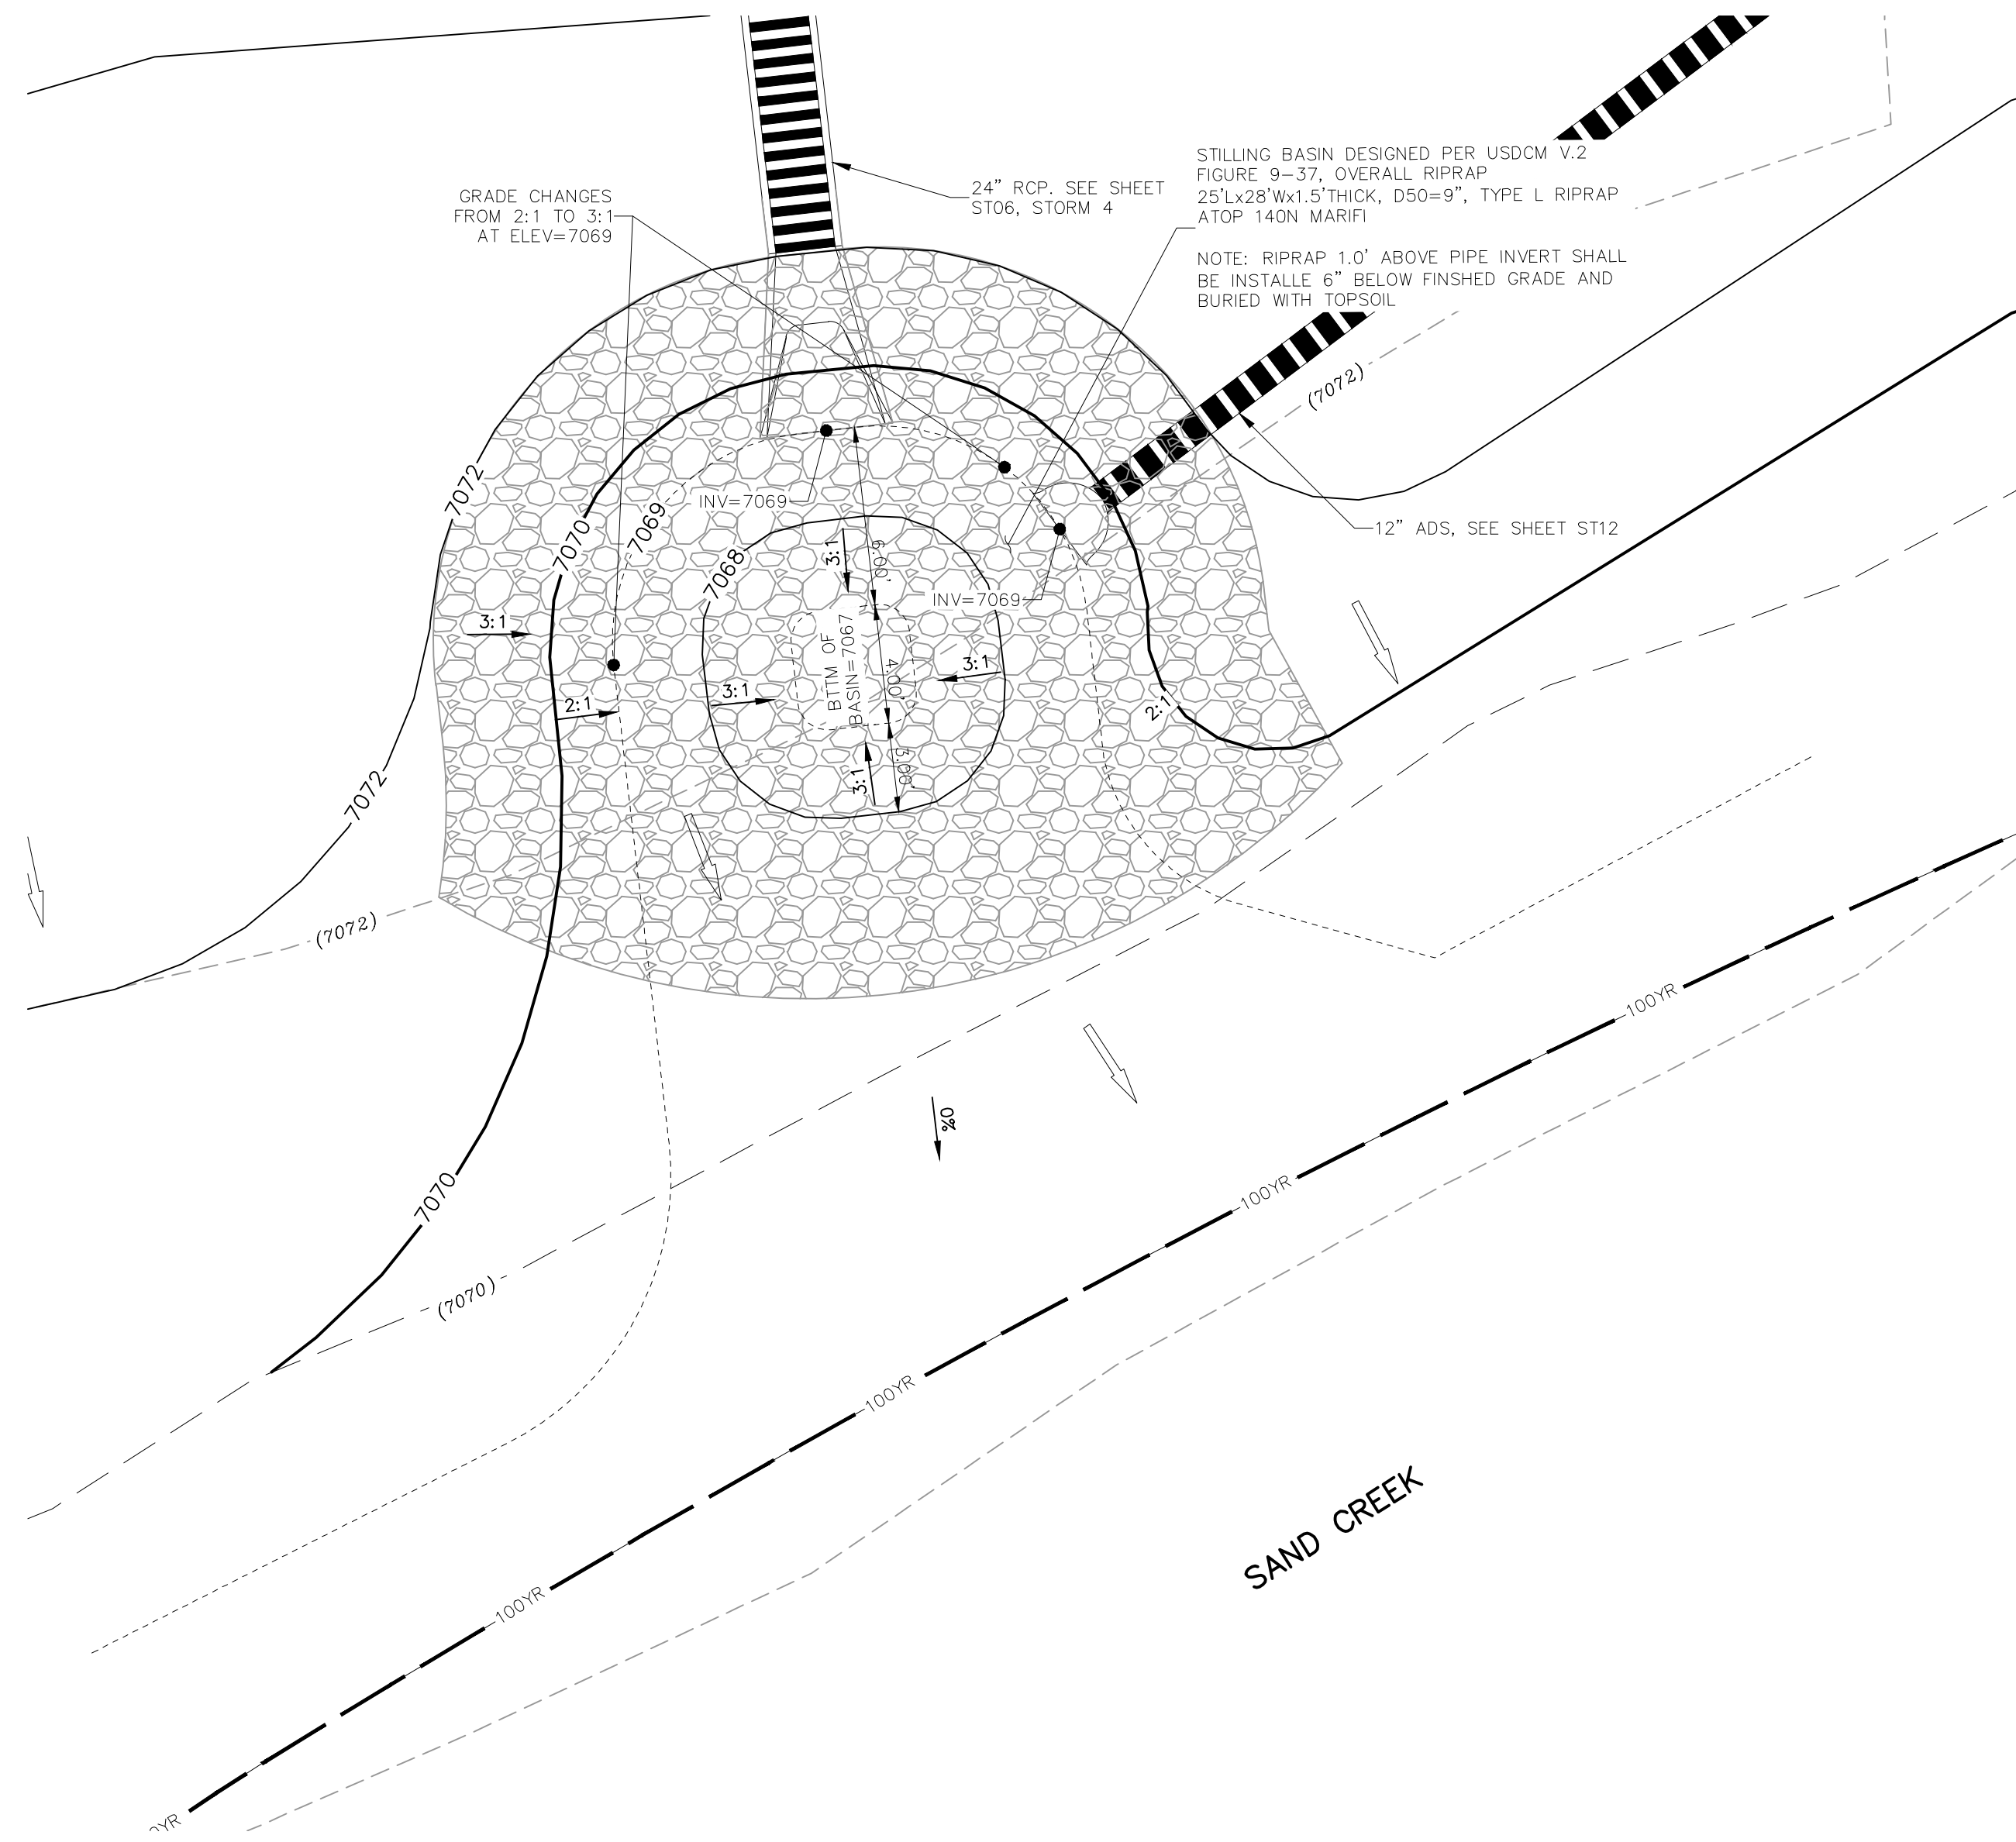 STILLING BASIN DESIGNED PER USDCM V.2
FIGURE 9-37, OVERALL RIPRAP
25'Lx28'Wx1.5'THICK, D50=9", TYPE L RIPRAP
ATOP 140N MARIFI
NOTE: RIPRAP 1.0' ABOVE PIPE INVERT SHALL
BE INSTALLE 6" BELOW FINSHED GRADE AND
BURIED WITH TOPSOIL
24" RCP. SEE SHEET
ST06, STORM 4
GRADE CHANGES
FROM 2:1 TO 3:1
AT ELEV=7069
(7072)
7072
INV=7069
7069
7070
12" ADS, SEE SHEET ST12
3:1
6.00'
7068
INV=7069
3:1
BTTM OF
BASIN=7067
4.00'
3:1
3:1
2:1
2:1
3:1
3.00'
7072
(7072)
100YR
0%
7070
100YR
(7070)
100YR
SAND CREEK
100YR
0YR